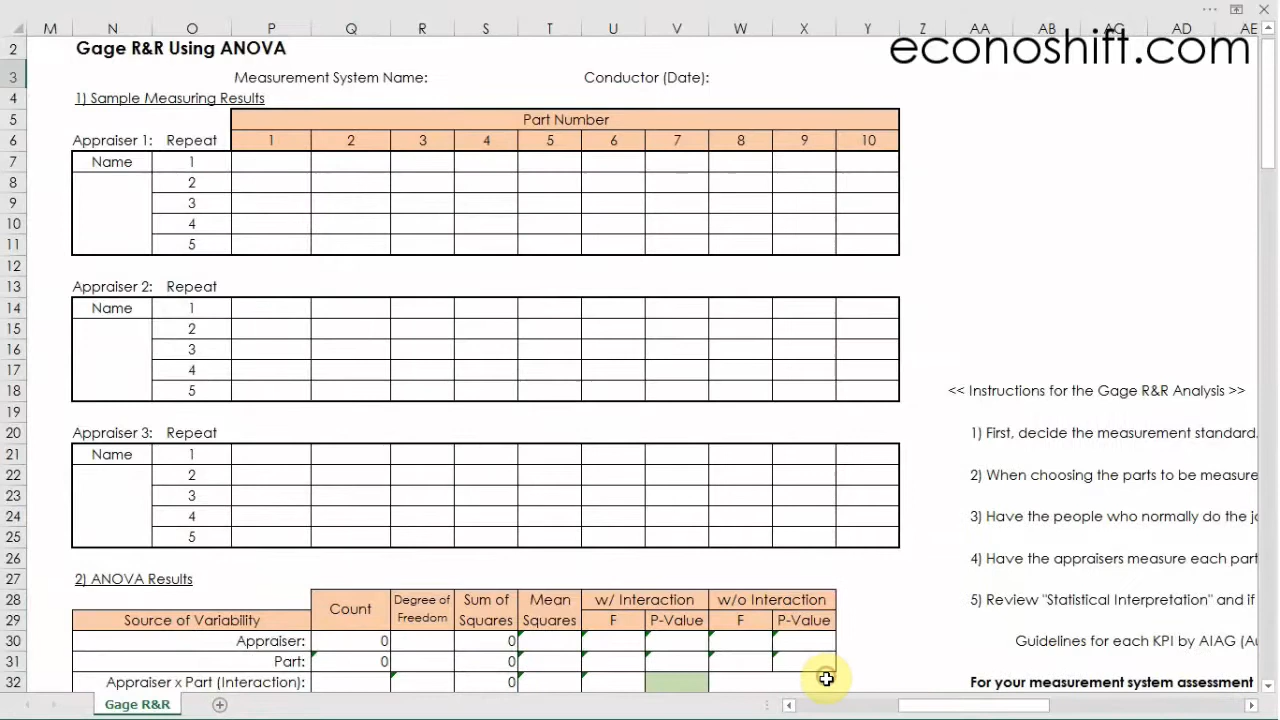 M N O P Q R S T U V W X Y Z AA AB AC AD AE
2 Gage R&R Using ANOVA econoshift.com
3 Measurement System Name: Conductor (Date):
4 1) Sample Measuring Results
5 Part Number
6 Appraiser 1: Repeat 1 2 3 4 5 6 7 8 9 10
7 Name 1
8 2
9 3
10 4
11 5
12
13 Appraiser 2: Repeat
14 Name 1
15 2
16 3
17 4
18 5 << Instructions for the Gage R&R Analysis >>
19
20 Appraiser 3: Repeat 1) First, decide the measurement standard.
21 Name 1
22 2 2) When choosing the parts to be measure
23 3
24 4 3) Have the people who normally do the jo
25 5
26 4) Have the appraisers measure each part
27 2) ANOVA Results
28 Count Degree of Freedom Sum of Squares Mean Squares w/ Interaction w/o Interaction 5) Review "Statistical Interpretation" and if
29 Source of Variability F P-Value F P-Value
30 Appraiser: 0 0 Guidelines for each KPI by AIAG (Au
31 Part: 0 0
32 Appraiser x Part (Interaction): 0 For your measurement system assessment
Gage R&R